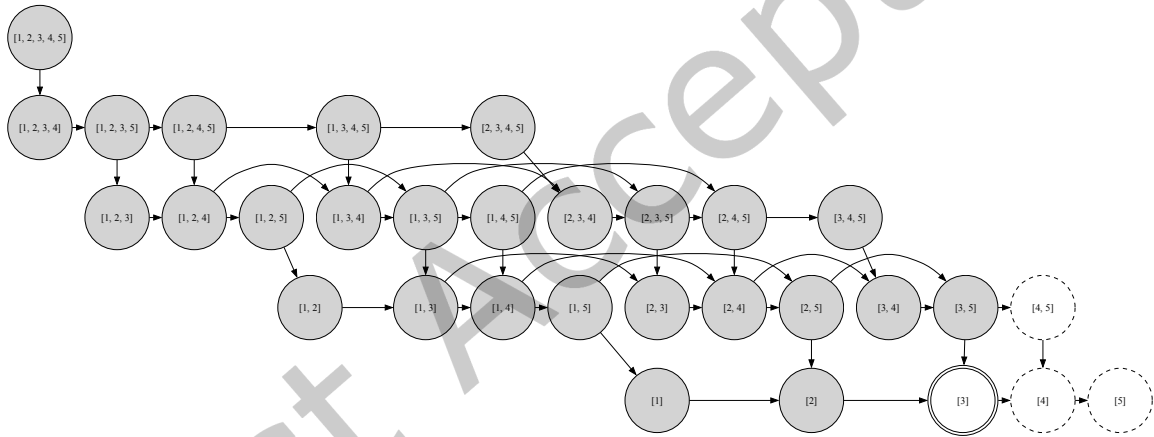 [1, 2, 3, 4, 5]
[1, 2, 3, 4] [1, 2, 3, 5] [1, 2, 4, 5] [1, 3, 4, 5] [2, 3, 4, 5]
[1, 2, 3] [1, 2, 4] [1, 2, 5] [1, 3, 4] [1, 3, 5] [1, 4, 5] [2, 3, 4] [2, 3, 5] [2, 4, 5] [3, 4, 5]
[1, 2] [1, 3] [1, 4] [1, 5] [2, 3] [2, 4] [2, 5] [3, 4] [3, 5] [4, 5]
[1] [2] [3] [4] [5]